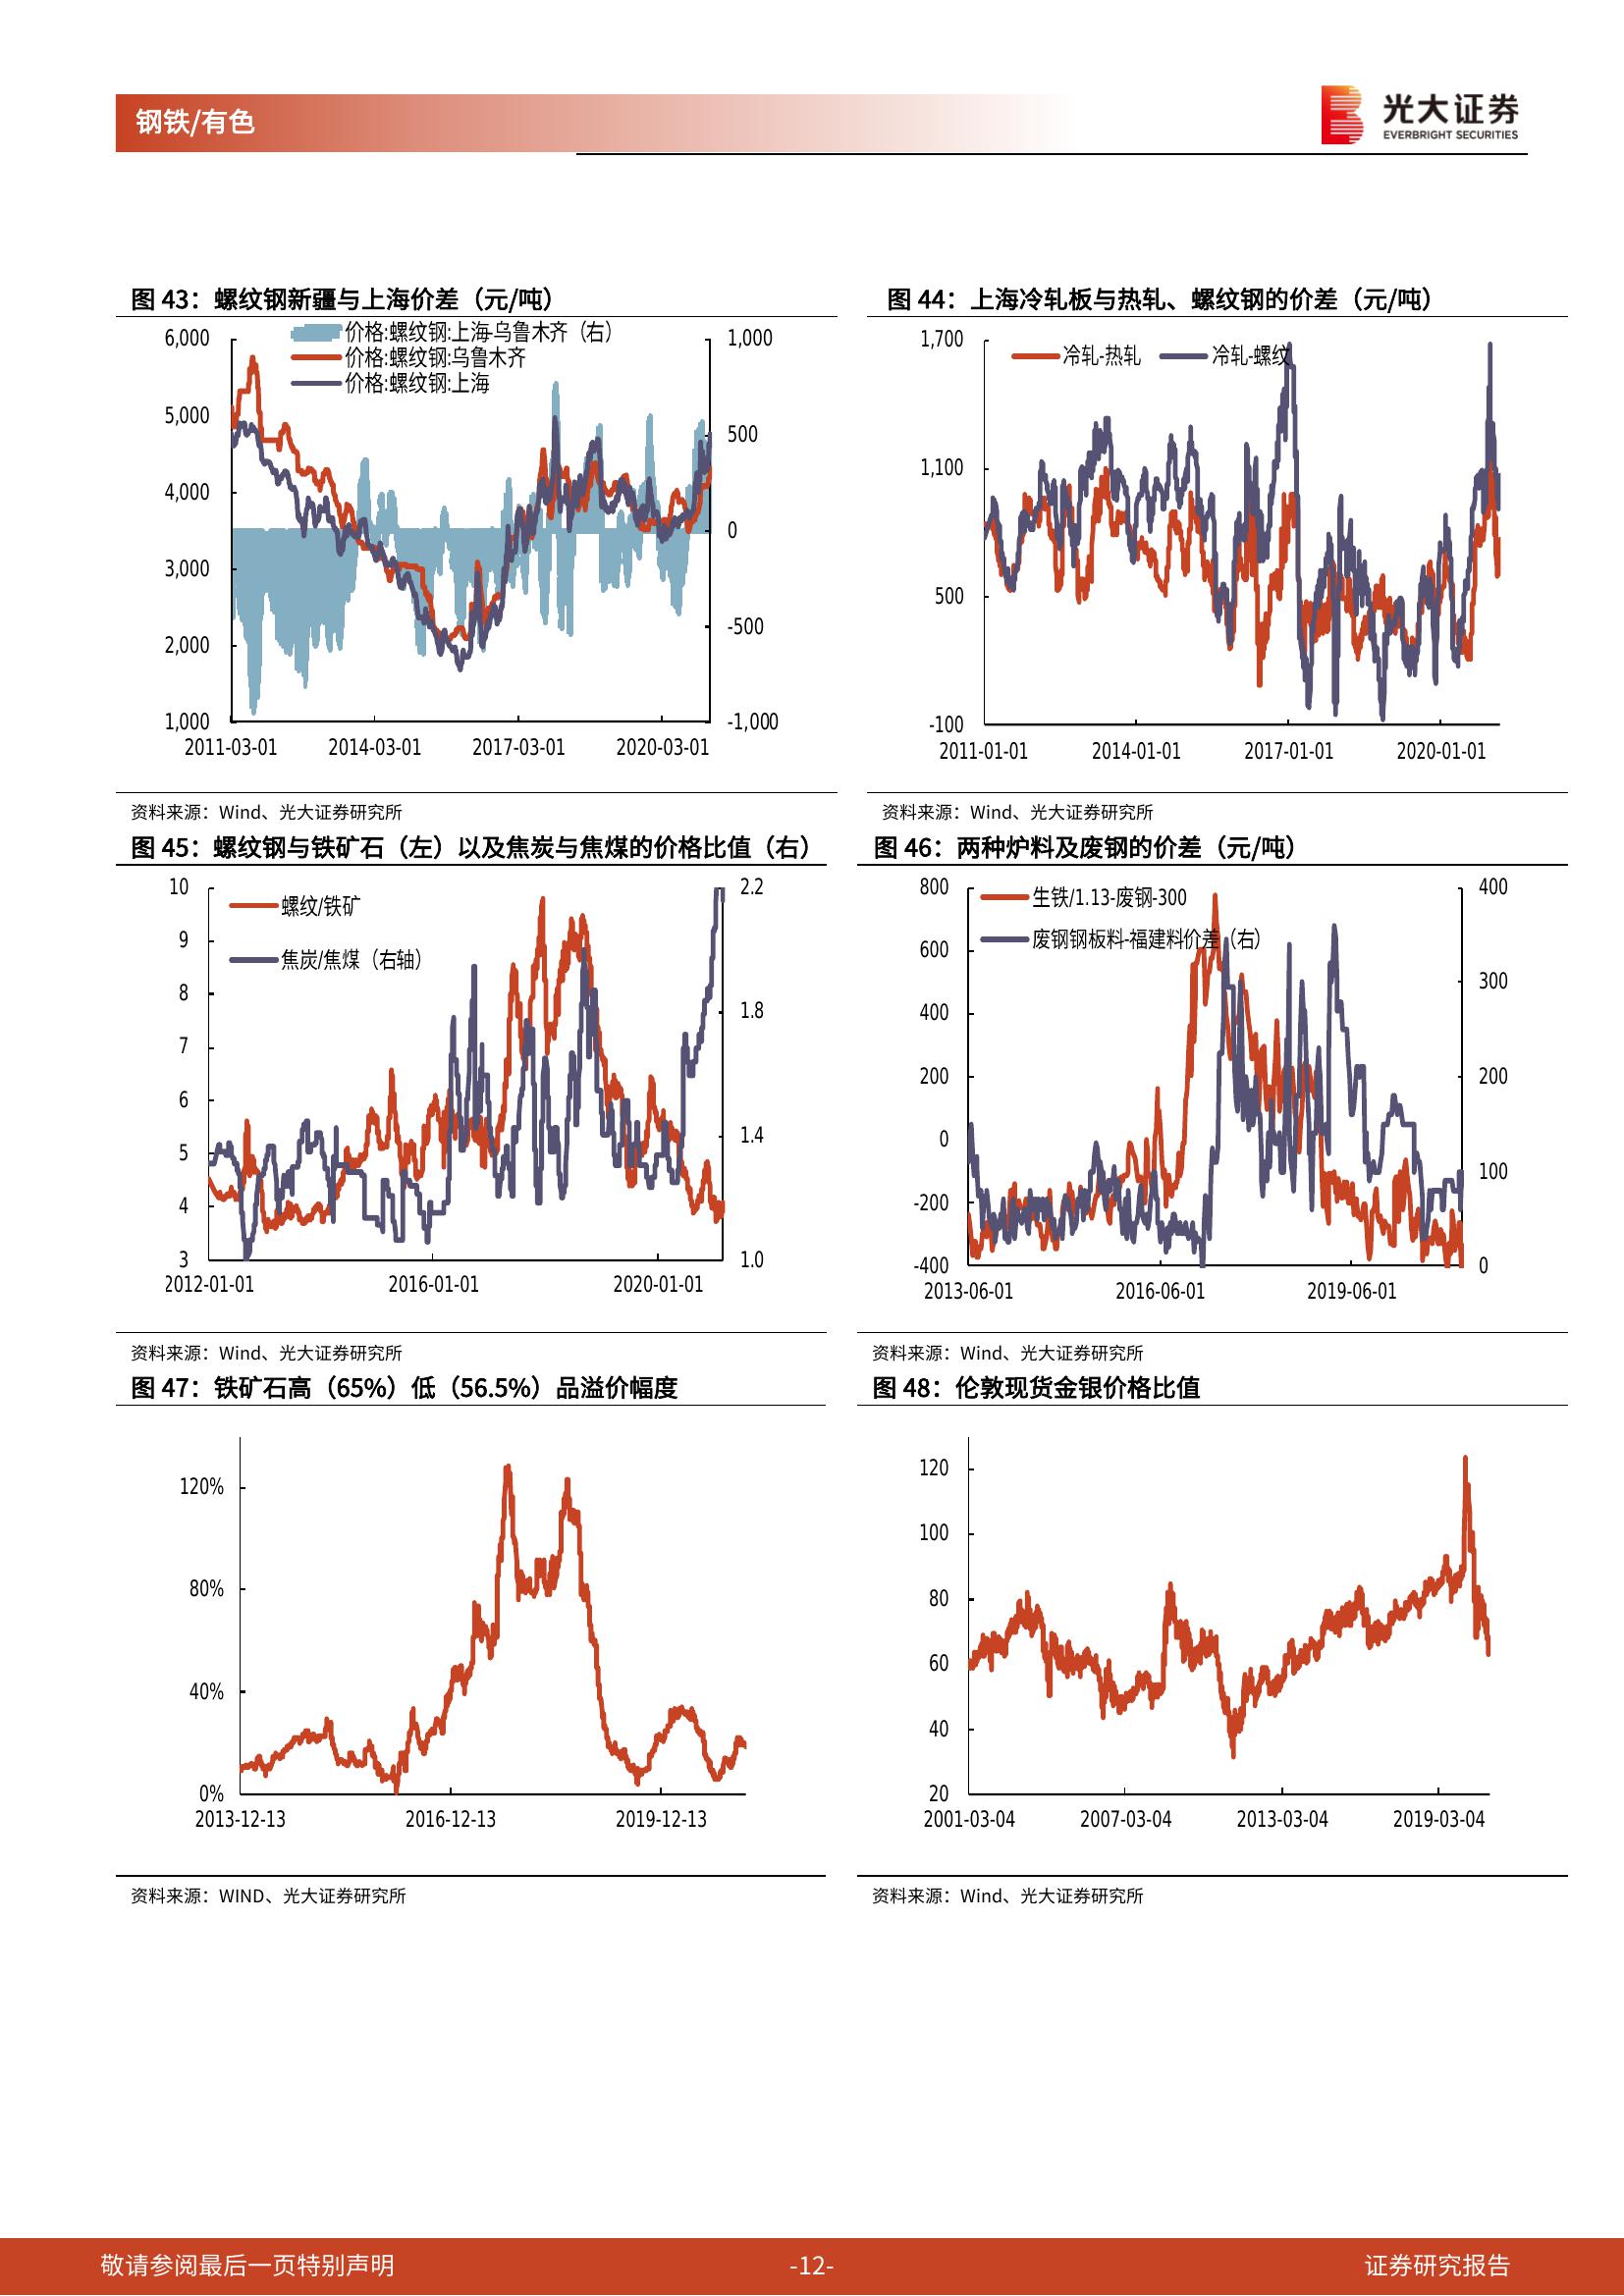 钢铁/有色
光大证券
EVERBRIGHT SECURITIES
图 43：螺纹钢新疆与上海价差（元/吨）
价格:螺纹钢:上海-乌鲁木齐（右）
价格:螺纹钢:乌鲁木齐
价格:螺纹钢:上海
6,000
5,000
4,000
3,000
2,000
1,000
1,000
500
0
-500
-1,000
2011-03-01 2014-03-01 2017-03-01 2020-03-01
资料来源：Wind、光大证券研究所
图 44：上海冷轧板与热轧、螺纹钢的价差（元/吨）
冷轧-热轧 冷轧-螺纹
1,700
1,100
500
-100
2011-01-01 2014-01-01 2017-01-01 2020-01-01
资料来源：Wind、光大证券研究所
图 45：螺纹钢与铁矿石（左）以及焦炭与焦煤的价格比值（右）
螺纹/铁矿
焦炭/焦煤（右轴）
10
9
8
7
6
5
4
3
2.2
1.8
1.4
1.0
2012-01-01 2016-01-01 2020-01-01
资料来源：Wind、光大证券研究所
图 46：两种炉料及废钢的价差（元/吨）
生铁/1.13-废钢-300
废钢钢板料-福建料价差（右）
800
600
400
200
0
-200
-400
400
300
200
100
0
2013-06-01 2016-06-01 2019-06-01
资料来源：Wind、光大证券研究所
图 47：铁矿石高（65%）低（56.5%）品溢价幅度
120%
80%
40%
0%
2013-12-13 2016-12-13 2019-12-13
资料来源：WIND、光大证券研究所
图 48：伦敦现货金银价格比值
120
100
80
60
40
20
2001-03-04 2007-03-04 2013-03-04 2019-03-04
资料来源：Wind、光大证券研究所
敬请参阅最后一页特别声明 -12- 证券研究报告